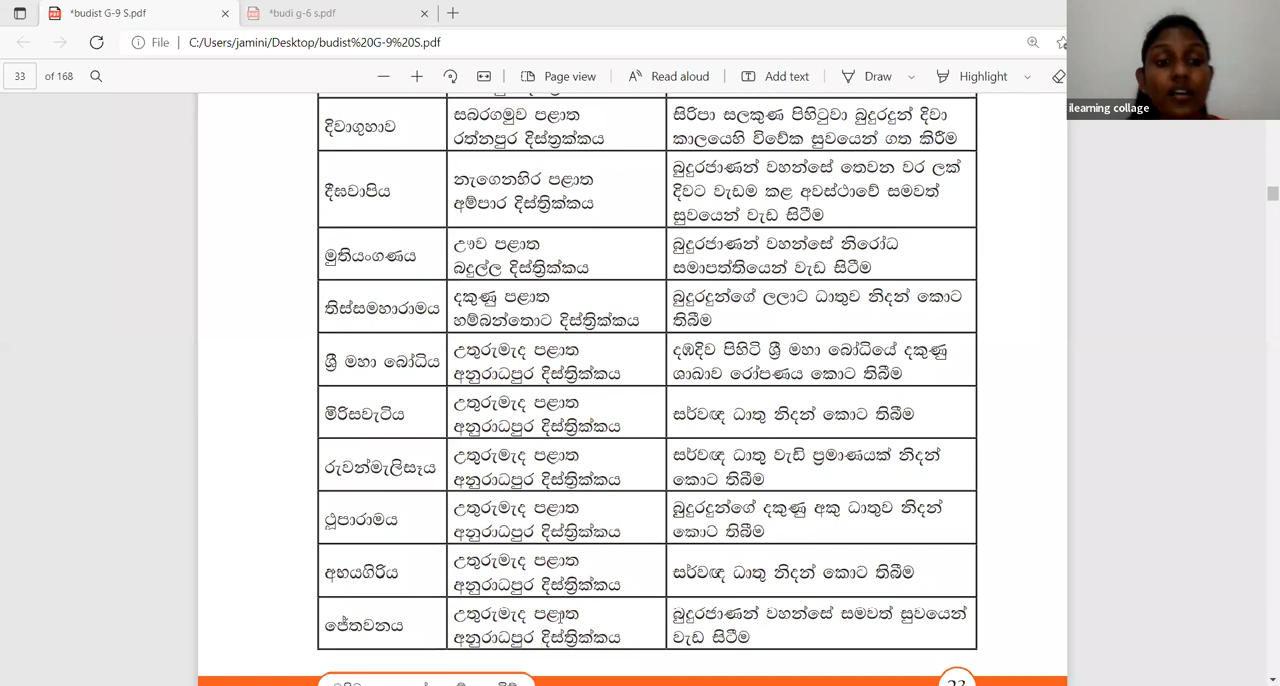 *budist G-9 S.pdf
*budi g-6 s.pdf
File
C:/Users/jamini/Desktop/budist%20G-9%20S.pdf
33 of 168
Page view
Read aloud
Add text
Draw
Highlight
ilearning collage
දිවාගුහාව
සබරගමුව පළාත
රත්නපුර දිස්ත්‍රක්කය
සිරිපා සලකුණ පිහිටුවා බුදුරදුන් දිවා
කාලයෙහි විවේක සුවයෙන් ගත කිරීම
දීඝවාපිය
නැගෙනහිර පළාත
අම්පාර දිස්ත්‍රික්කය
බුදුරජාණන් වහන්සේ තෙවන වර ලක්
දිවට වැඩම කළ අවස්ථාවේ සමවත්
සුවයෙන් වැඩ සිටීම
මුතියංගණය
ඌව පළාත
බදුල්ල දිස්ත්‍රික්කය
බුදුරජාණන් වහන්සේ නිරෝධ
සමාපත්තියෙන් වැඩ සිටීම
තිස්සමහාරාමය
දකුණු පළාත
හම්බන්තොට දිස්ත්‍රික්කය
බුදුරදුන්ගේ ලලාට ධාතුව නිදන් කොට
තිබීම
ශ්‍රී මහා බෝධිය
උතුරුමැද පළාත
අනුරාධපුර දිස්ත්‍රික්කය
දඹදිව පිහිටි ශ්‍රී මහා බෝධියේ දකුණු
ශාඛාව රෝපණය කොට තිබීම
මිරිසවැටිය
උතුරුමැද පළාත
අනුරාධපුර දිස්ත්‍රික්කය
සර්වඥ ධාතු නිදන් කොට තිබීම
රුවන්මැලිසෑය
උතුරුමැද පළාත
අනුරාධපුර දිස්ත්‍රික්කය
සර්වඥ ධාතු වැඩි ප්‍රමාණයක් නිදන්
කොට තිබීම
ථූපාරාමය
උතුරුමැද පළාත
අනුරාධපුර දිස්ත්‍රික්කය
බුදුරදුන්ගේ දකුණු අකු ධාතුව නිදන්
කොට තිබීම
අභයගිරිය
උතුරුමැද පළාත
අනුරාධපුර දිස්ත්‍රික්කය
සර්වඥ ධාතු නිදන් කොට තිබීම
ජේතවනය
උතුරුමැද පළාත
අනුරාධපුර දිස්ත්‍රික්කය
බුදුරජාණන් වහන්සේ සමවත් සුවයෙන්
වැඩ සිටීම
23